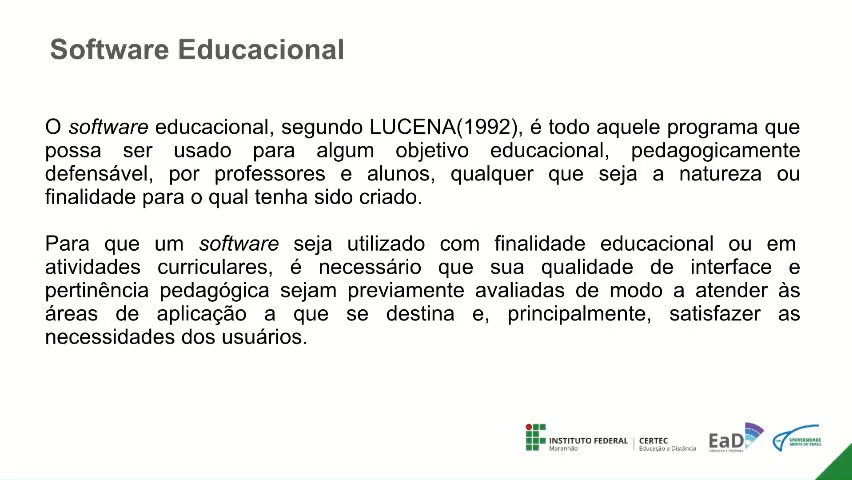 Software Educacional
O software educacional, segundo LUCENA(1992), é todo aquele programa que
possa ser usado para algum objetivo educacional, pedagogicamente
defensável, por professores e alunos, qualquer que seja a natureza ou
finalidade para o qual tenha sido criado.
Para que um software seja utilizado com finalidade educacional ou em
atividades curriculares, é necessário que sua qualidade de interface e
pertinência pedagógica sejam previamente avaliadas de modo a atender às
áreas de aplicação a que se destina e, principalmente, satisfazer as
necessidades dos usuários.
INSTITUTO FEDERAL
Maranhão
CERTEC
Educação a Distância
EaD
UNIVERSIDADE
ABERTA DO BRASIL